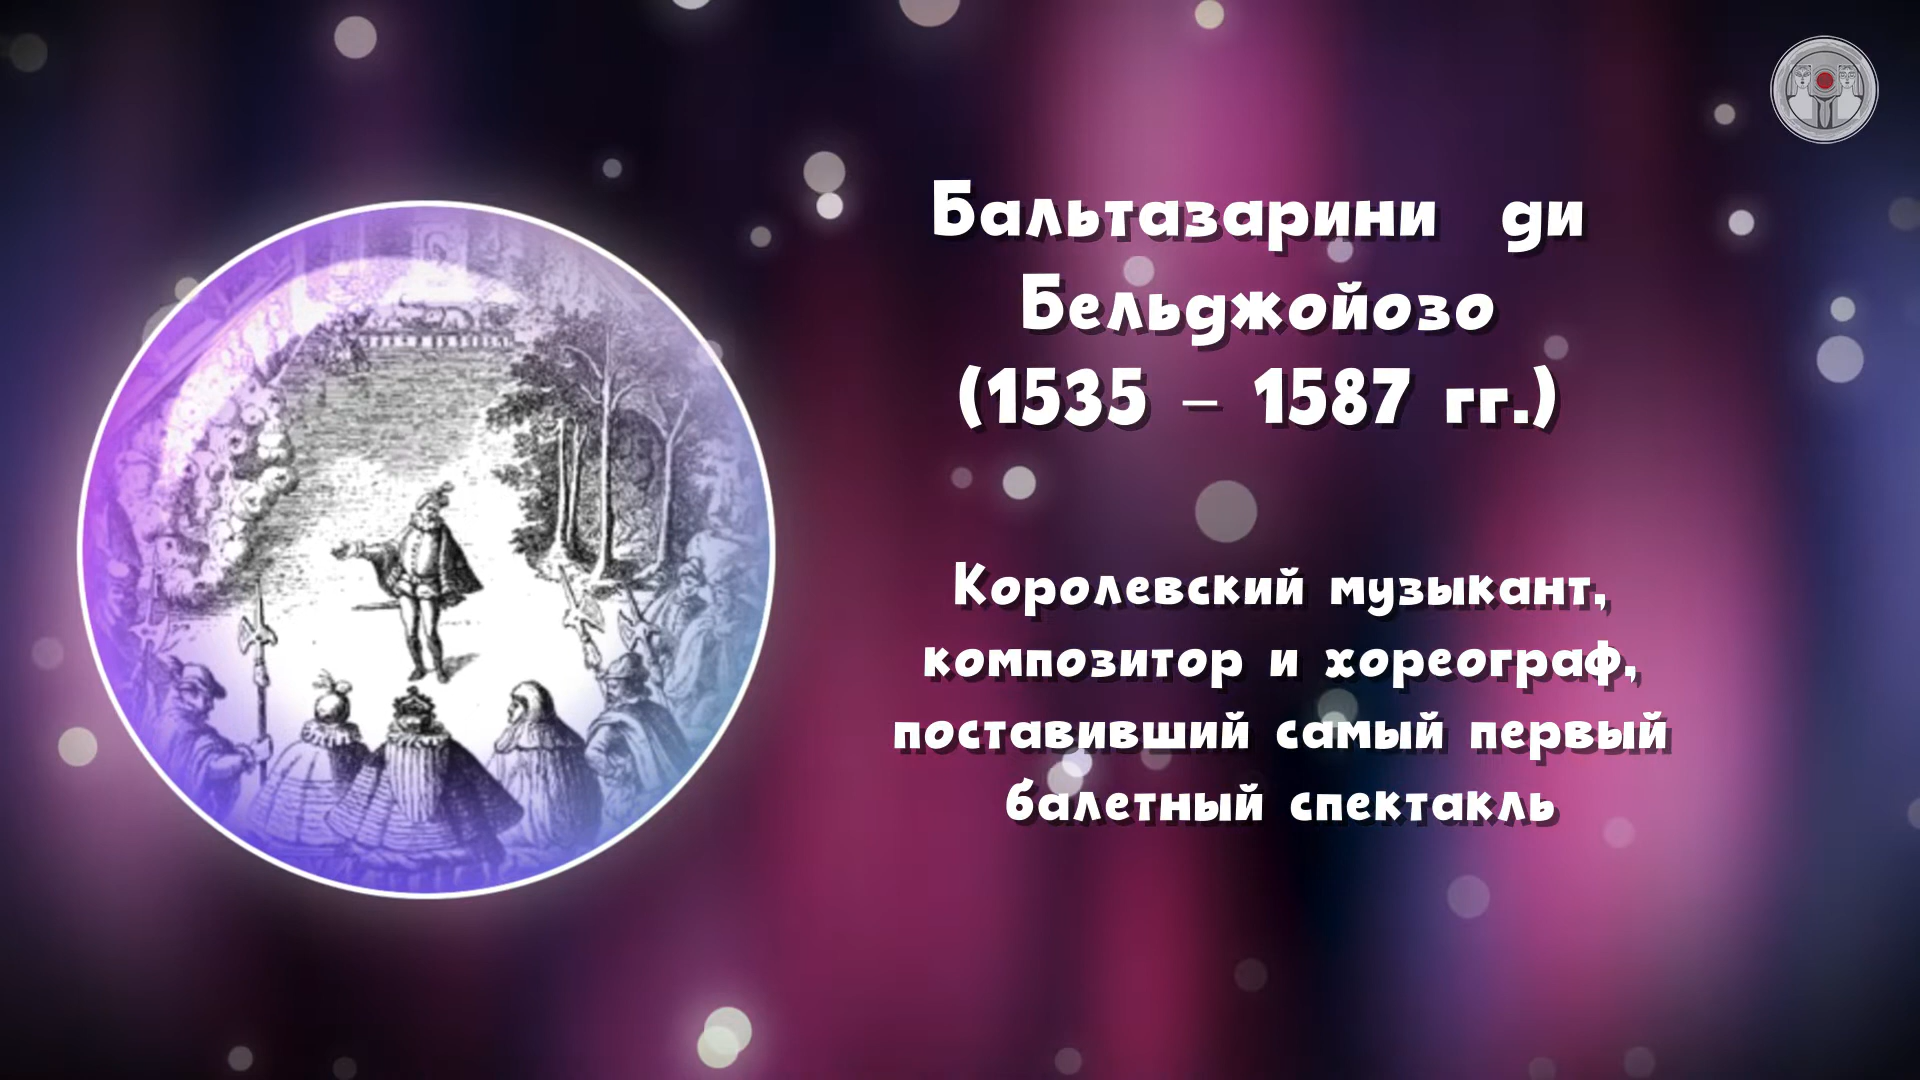 Бальтазарини ди
Бельджойозо
(1535 – 1587 гг.)
Королевский музыкант,
композитор и хореограф,
поставивший самый первый
балетный спектакль